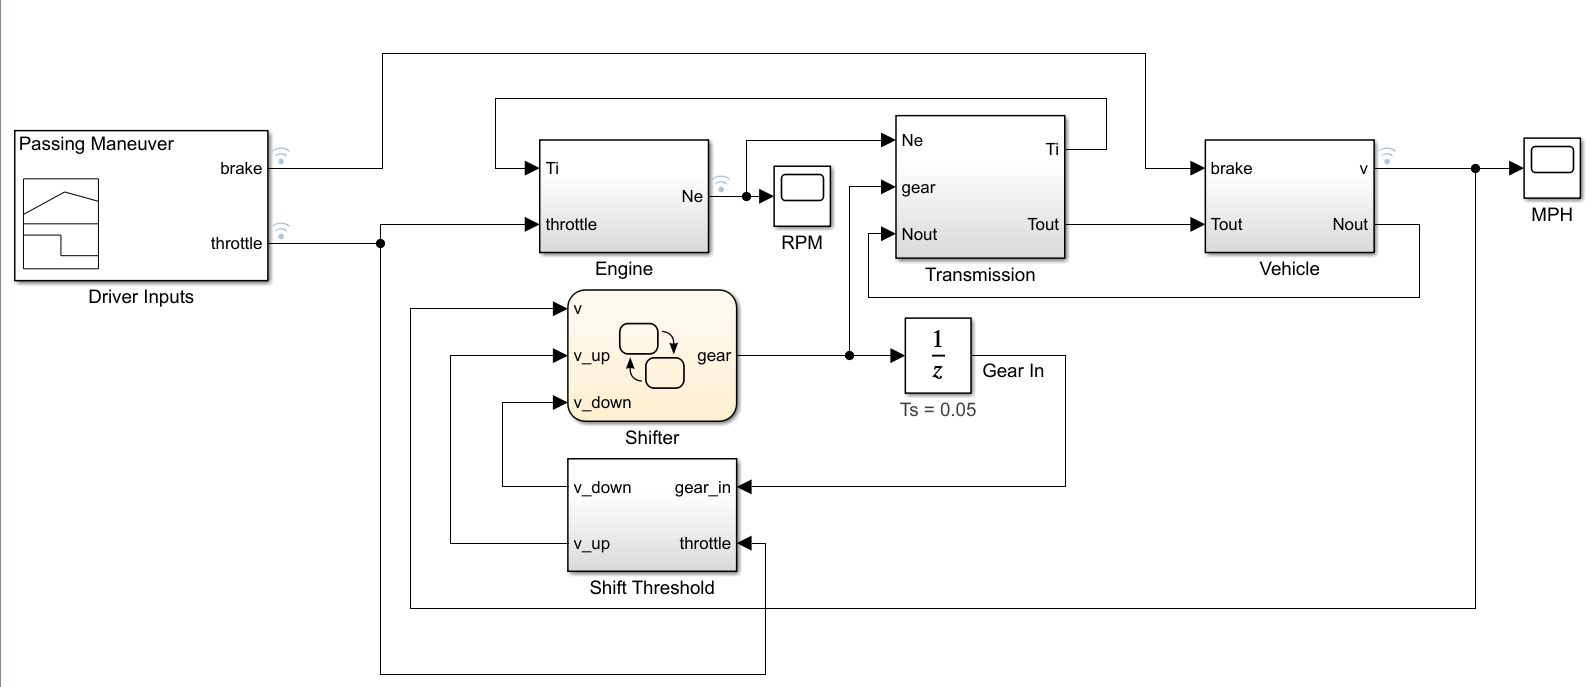 Passing Maneuver
brake
throttle
Driver Inputs
Ti
throttle
Ne
Engine
RPM
Ne
gear
Nout
Ti
Tout
Transmission
brake
Tout
v
Nout
Vehicle
MPH
v
v_up
v_down
gear
Shifter
1
z
Gear In
Ts = 0.05
v_down
v_up
gear_in
throttle
Shift Threshold